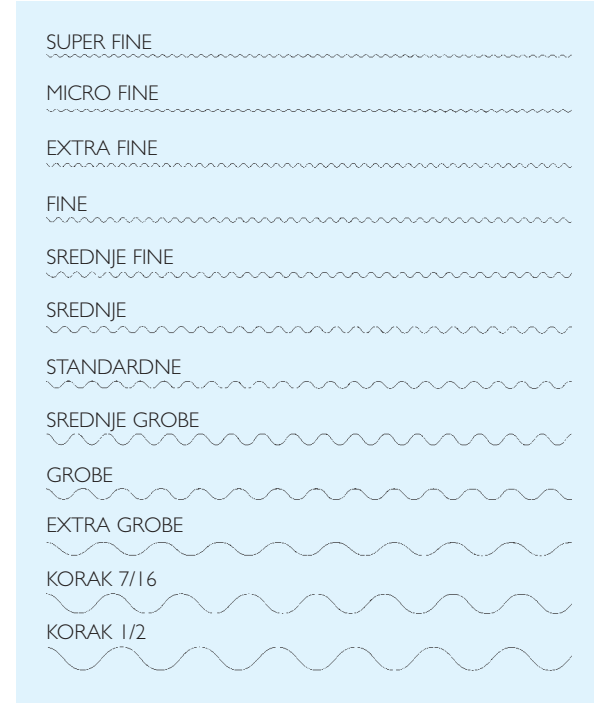 SUPER FINE
MICRO FINE
EXTRA FINE
FINE
SREDNJE FINE
SREDNJE
STANDARDNE
SREDNJE GROBE
GROBE
EXTRA GROBE
KORAK 7/16
KORAK 1/2